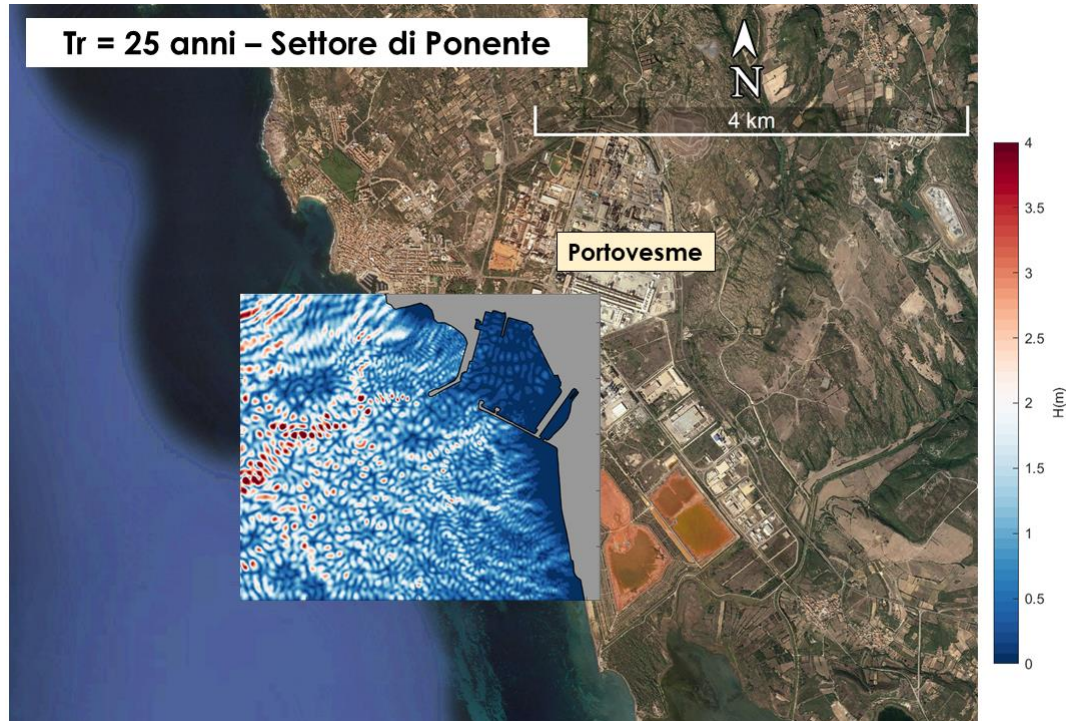 Tr = 25 anni – Settore di Ponente
N
4 km
Portovesme
4
3.5
3
2.5
2
1.5
1
0.5
0
H(m)